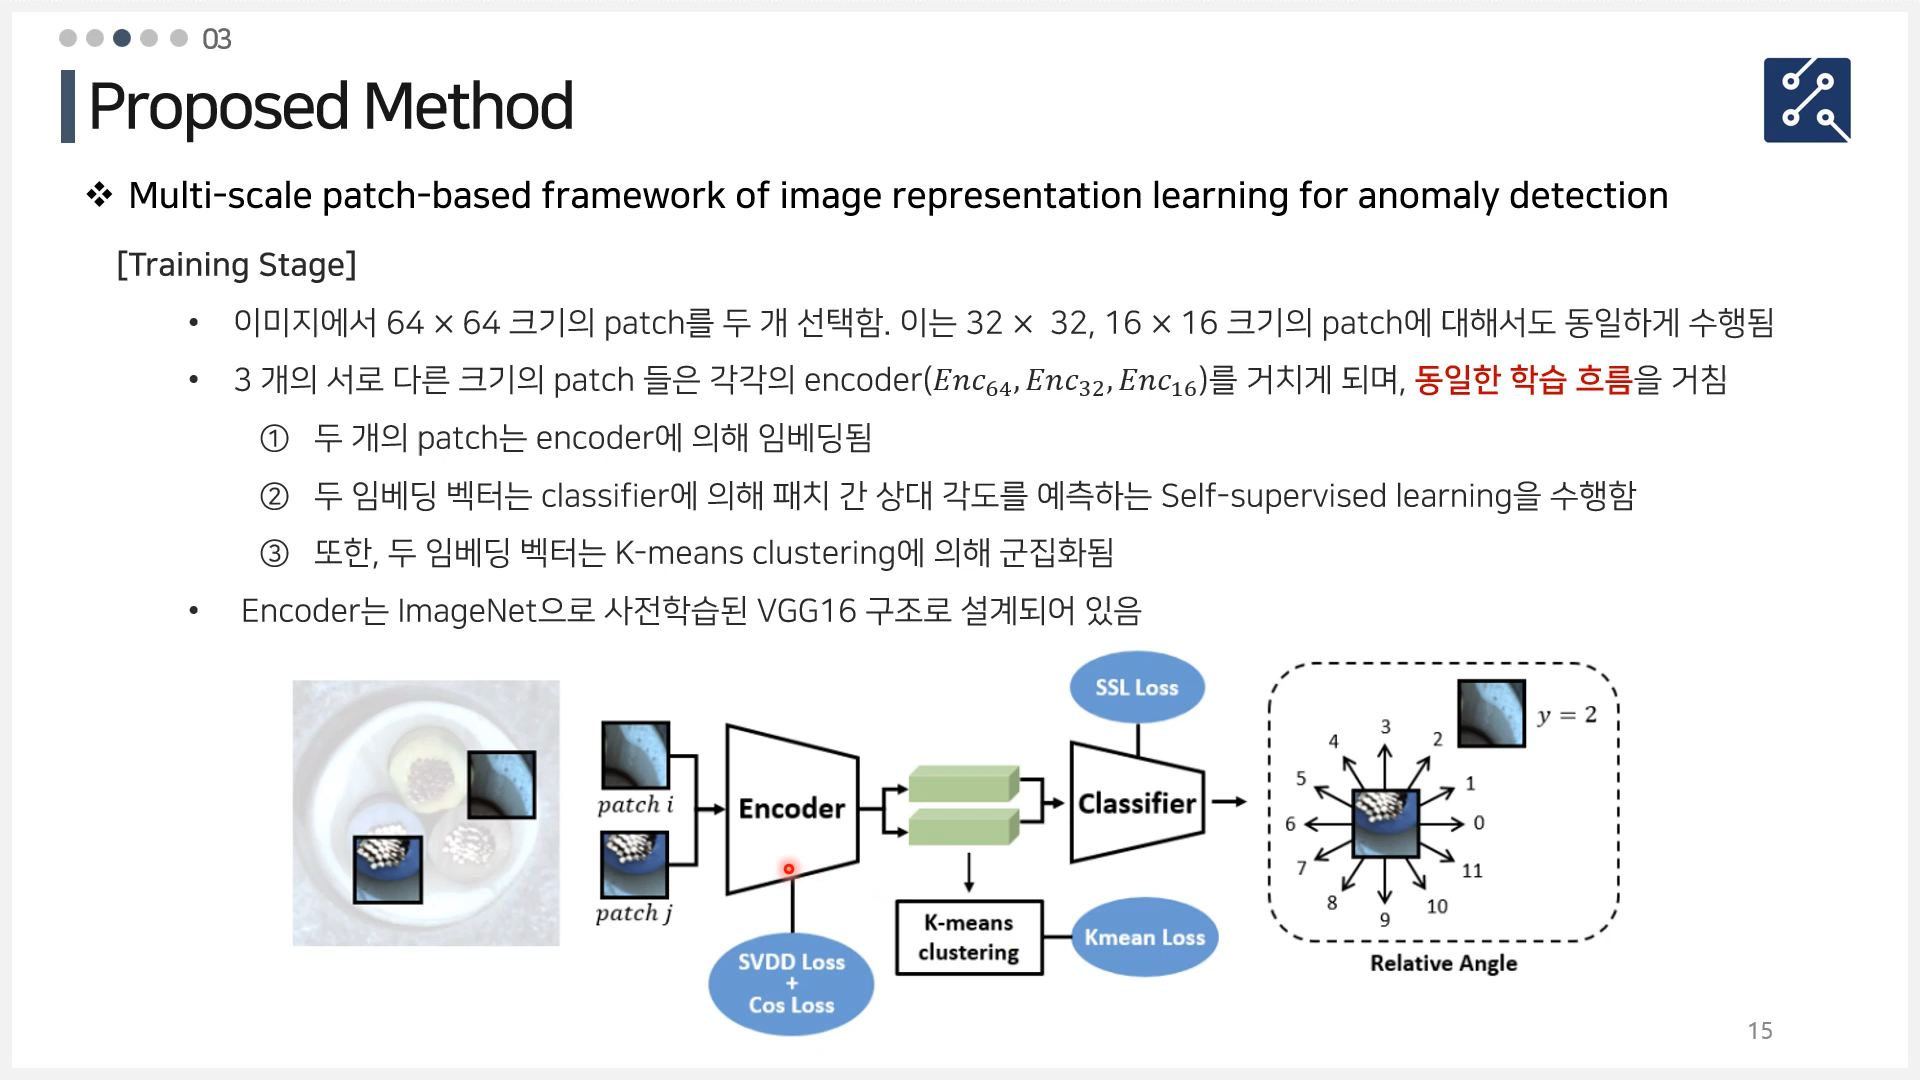 03
Proposed Method
❖ Multi-scale patch-based framework of image representation learning for anomaly detection
[Training Stage]
• 이미지에서 64 × 64 크기의 patch를 두 개 선택함. 이는 32 × 32, 16 × 16 크기의 patch에 대해서도 동일하게 수행됨
• 3 개의 서로 다른 크기의 patch 들은 각각의 encoder(Enc₆₄, Enc₃₂, Enc₁₆)를 거치게 되며, 동일한 학습 흐름을 거침
① 두 개의 patch는 encoder에 의해 임베딩됨
② 두 임베딩 벡터는 classifier에 의해 패치 간 상대 각도를 예측하는 Self-supervised learning을 수행함
③ 또한, 두 임베딩 벡터는 K-means clustering에 의해 군집화됨
• Encoder는 ImageNet으로 사전학습된 VGG16 구조로 설계되어 있음
patch i
patch j
Encoder
SVDD Loss
+
Cos Loss
K-means
clustering
Kmean Loss
SSL Loss
Classifier
y = 2
3
4
2
5
1
6
0
7
11
8
10
9
Relative Angle
15